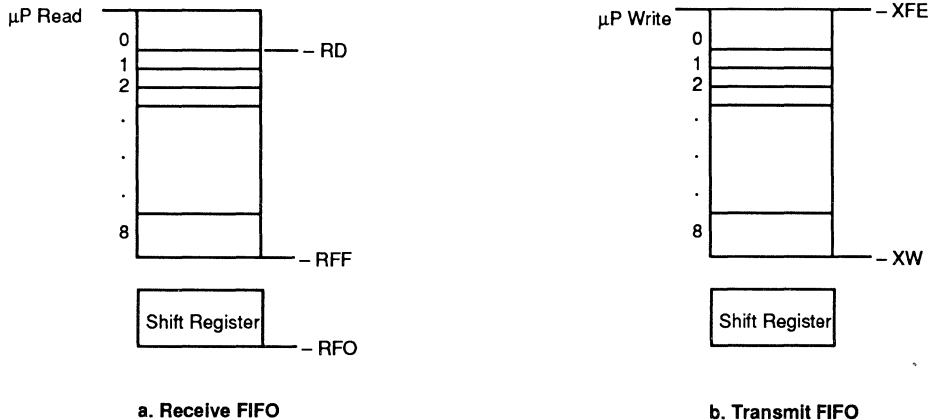 μP Read
0
– RD
1
2
.
.
.
8
– RFF
Shift Register
– RFO
a. Receive FIFO
μP Write
– XFE
0
1
2
.
.
.
8
– XW
Shift Register
b. Transmit FIFO